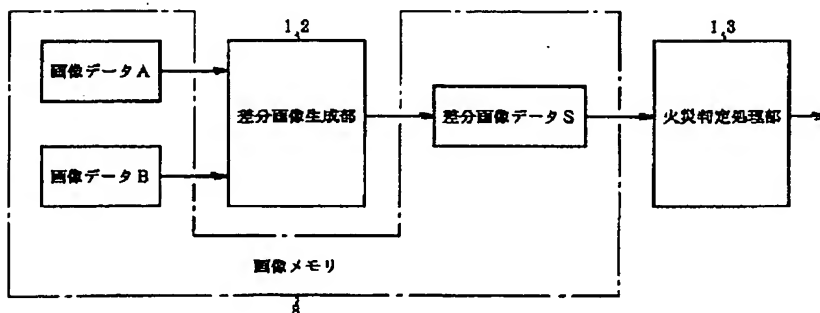 12
13
画像データA
差分画像生成部
差分画像データS
火災判定処理部
画像データB
画像メモリ
8